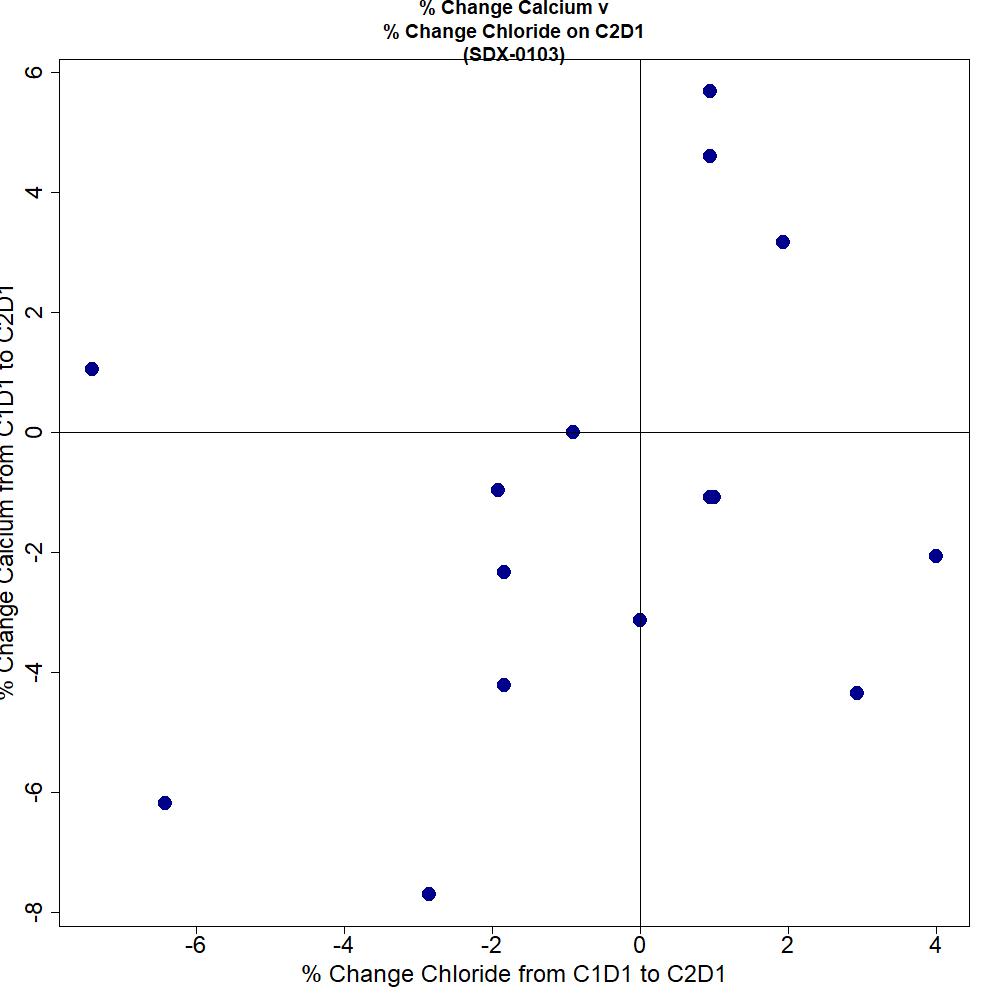 % Change Calcium v
% Change Chloride on C2D1
(SDX-0103)
% Change Calcium from C1D1 to C2D1
6
4
2
0
-2
-4
-6
-8
-6
-4
-2
0
2
4
% Change Chloride from C1D1 to C2D1